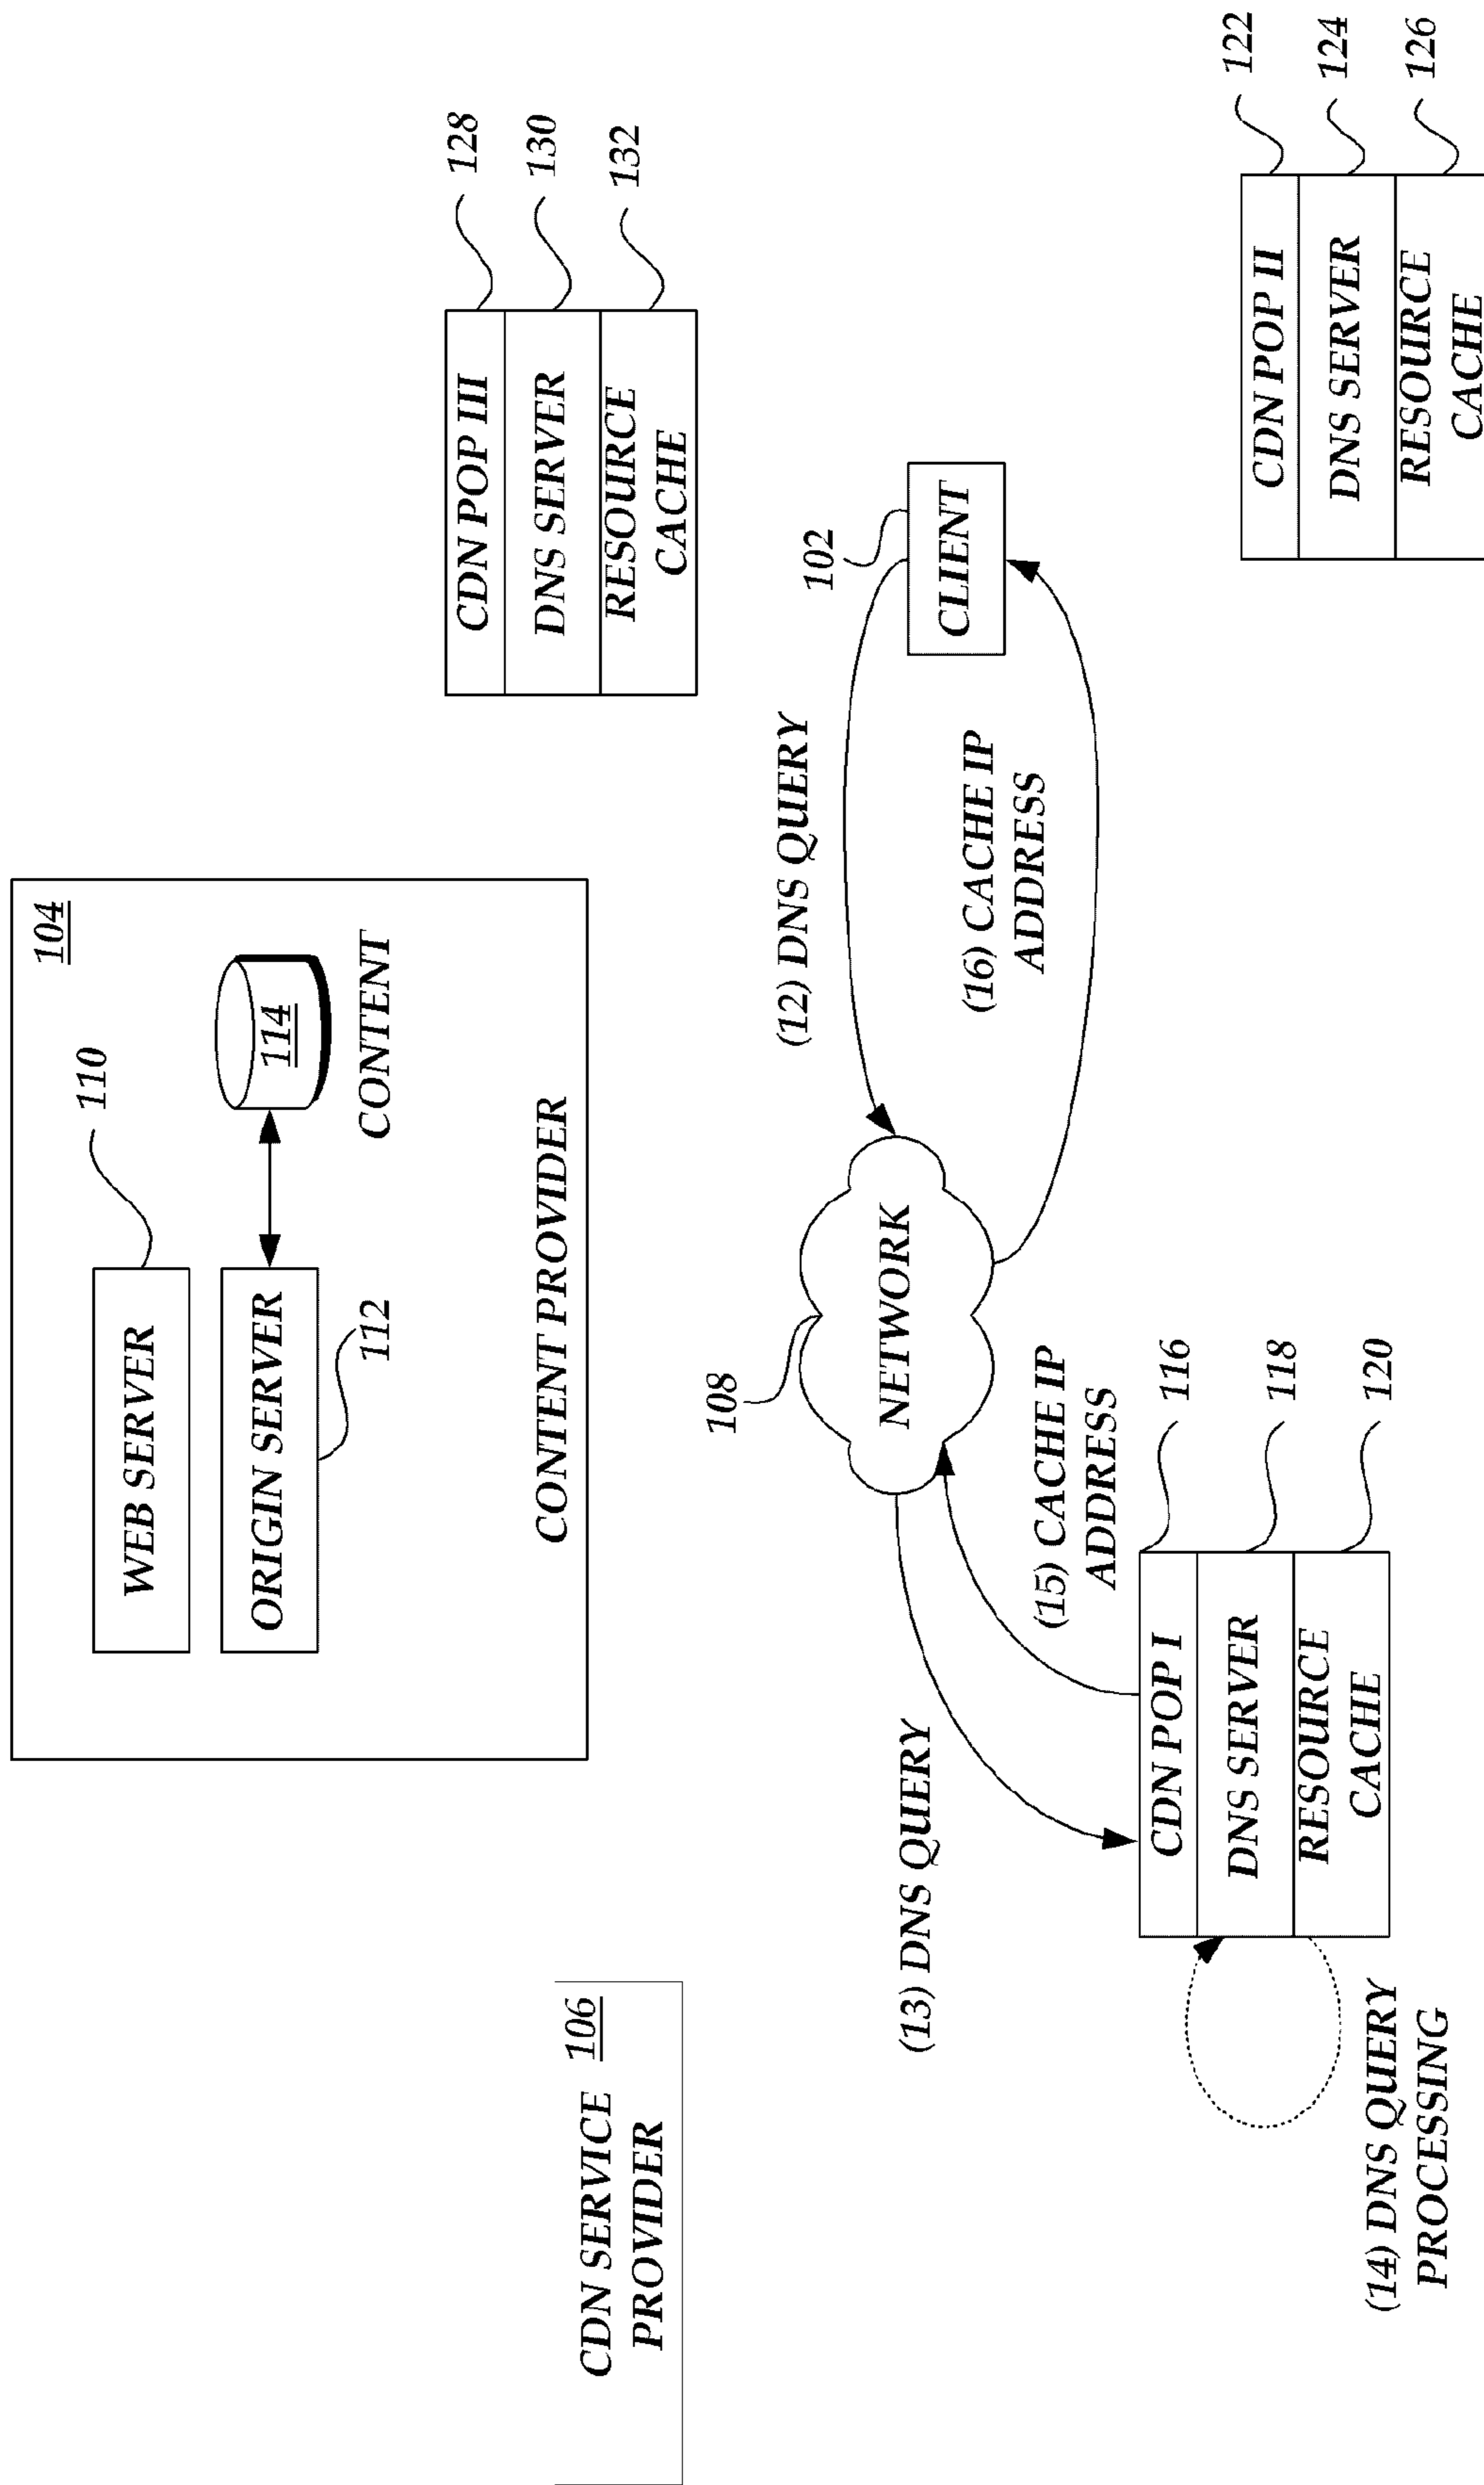 104
WEB SERVER
110
ORIGIN SERVER
112
114
CONTENT
CONTENT PROVIDER
CDN SERVICE
PROVIDER
106
CDN POP III
128
DNS SERVER
130
RESOURCE
CACHE
132
108
NETWORK
(12) DNS QUERY
102
CLIENT
(16) CACHE IP
ADDRESS
(13) DNS QUERY
(15) CACHE IP
ADDRESS
CDN POP I
116
DNS SERVER
118
RESOURCE
CACHE
120
(14) DNS QUERY
PROCESSING
CDN POP II
122
DNS SERVER
124
RESOURCE
CACHE
126